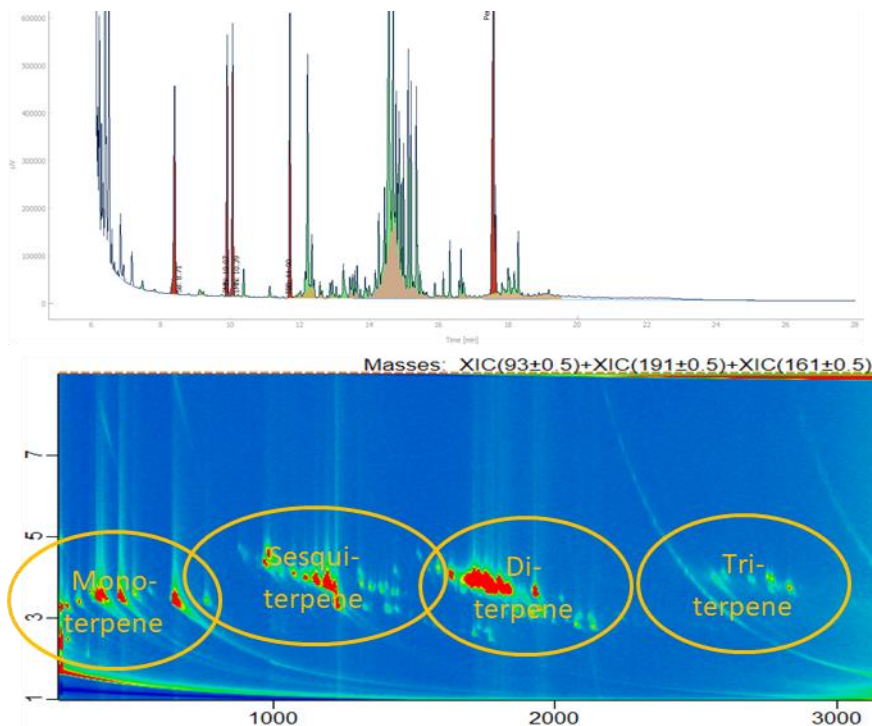 600000
500000
400000
300000
200000
100000
0
µV
Pe
6 8 10 12 14 16 18 20 22 24 26 28
Time [min]
Masses: XIC(93±0.5)+XIC(191±0.5)+XIC(161±0.5)
7
5
3
1
Mono-
terpene
Sesqui-
terpene
Di-
terpene
Tri-
terpene
1000 2000 3000